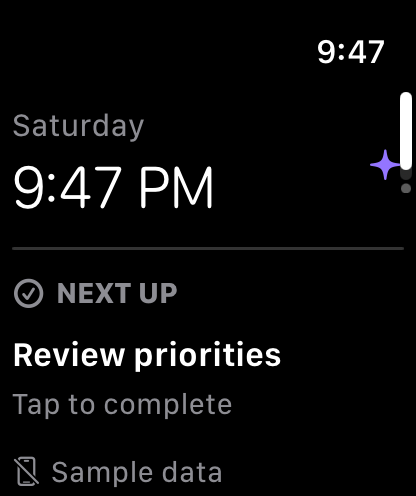 9:47
Saturday
9:47 PM
NEXT UP
Review priorities
Tap to complete
Sample data